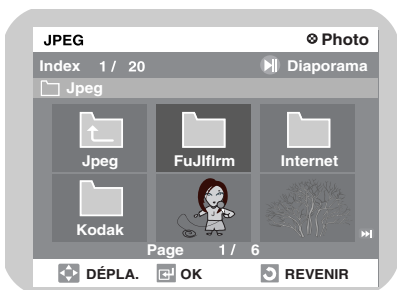 JPEG Photo
Index 1 / 20 Diaporama
Jpeg
Jpeg FuJIfIrm Internet
Kodak
Page 1 / 6
DÉPLA. OK REVENIR